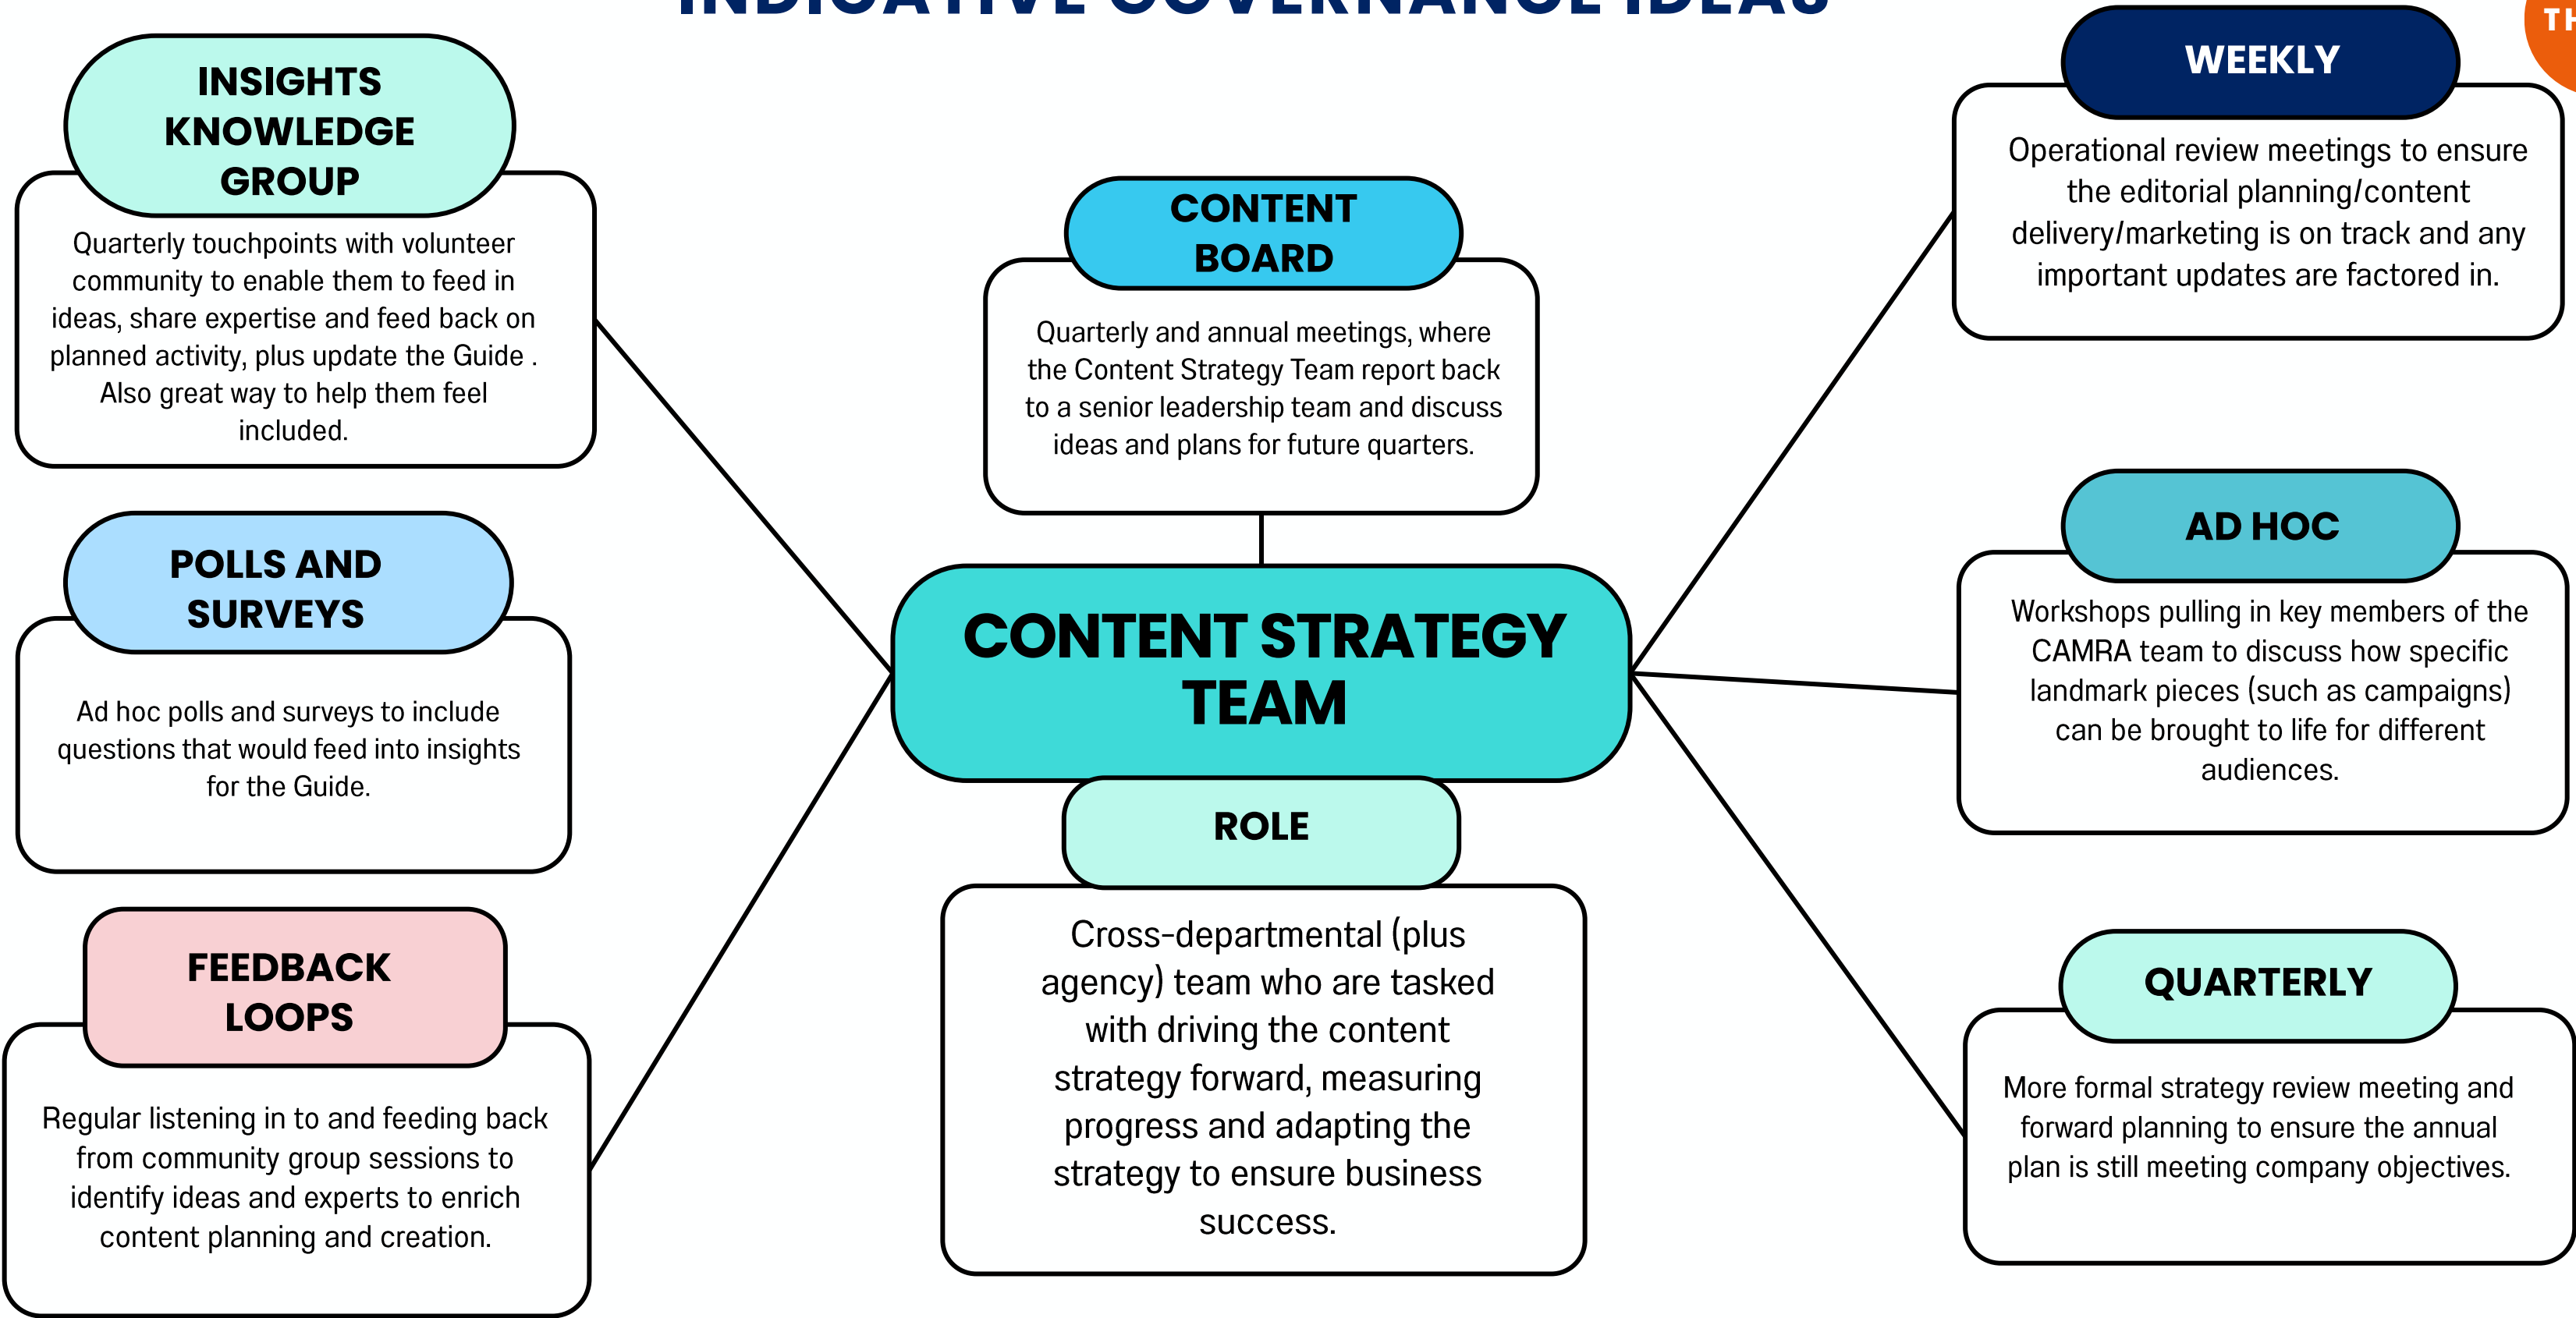 INDICATIVE GOVERNANCE IDEAS
INSIGHTS
KNOWLEDGE
GROUP
Quarterly touchpoints with volunteer
community to enable them to feed in
ideas, share expertise and feed back on
planned activity, plus update the Guide .
Also great way to help them feel
included.
POLLS AND
SURVEYS
Ad hoc polls and surveys to include
questions that would feed into insights
for the Guide.
FEEDBACK
LOOPS
Regular listening in to and feeding back
from community group sessions to
identify ideas and experts to enrich
content planning and creation.
CONTENT
BOARD
Quarterly and annual meetings, where
the Content Strategy Team report back
to a senior leadership team and discuss
ideas and plans for future quarters.
CONTENT STRATEGY
TEAM
ROLE
Cross-departmental (plus
agency) team who are tasked
with driving the content
strategy forward, measuring
progress and adapting the
strategy to ensure business
success.
WEEKLY
Operational review meetings to ensure
the editorial planning/content
delivery/marketing is on track and any
important updates are factored in.
AD HOC
Workshops pulling in key members of the
CAMRA team to discuss how specific
landmark pieces (such as campaigns)
can be brought to life for different
audiences.
QUARTERLY
More formal strategy review meeting and
forward planning to ensure the annual
plan is still meeting company objectives.